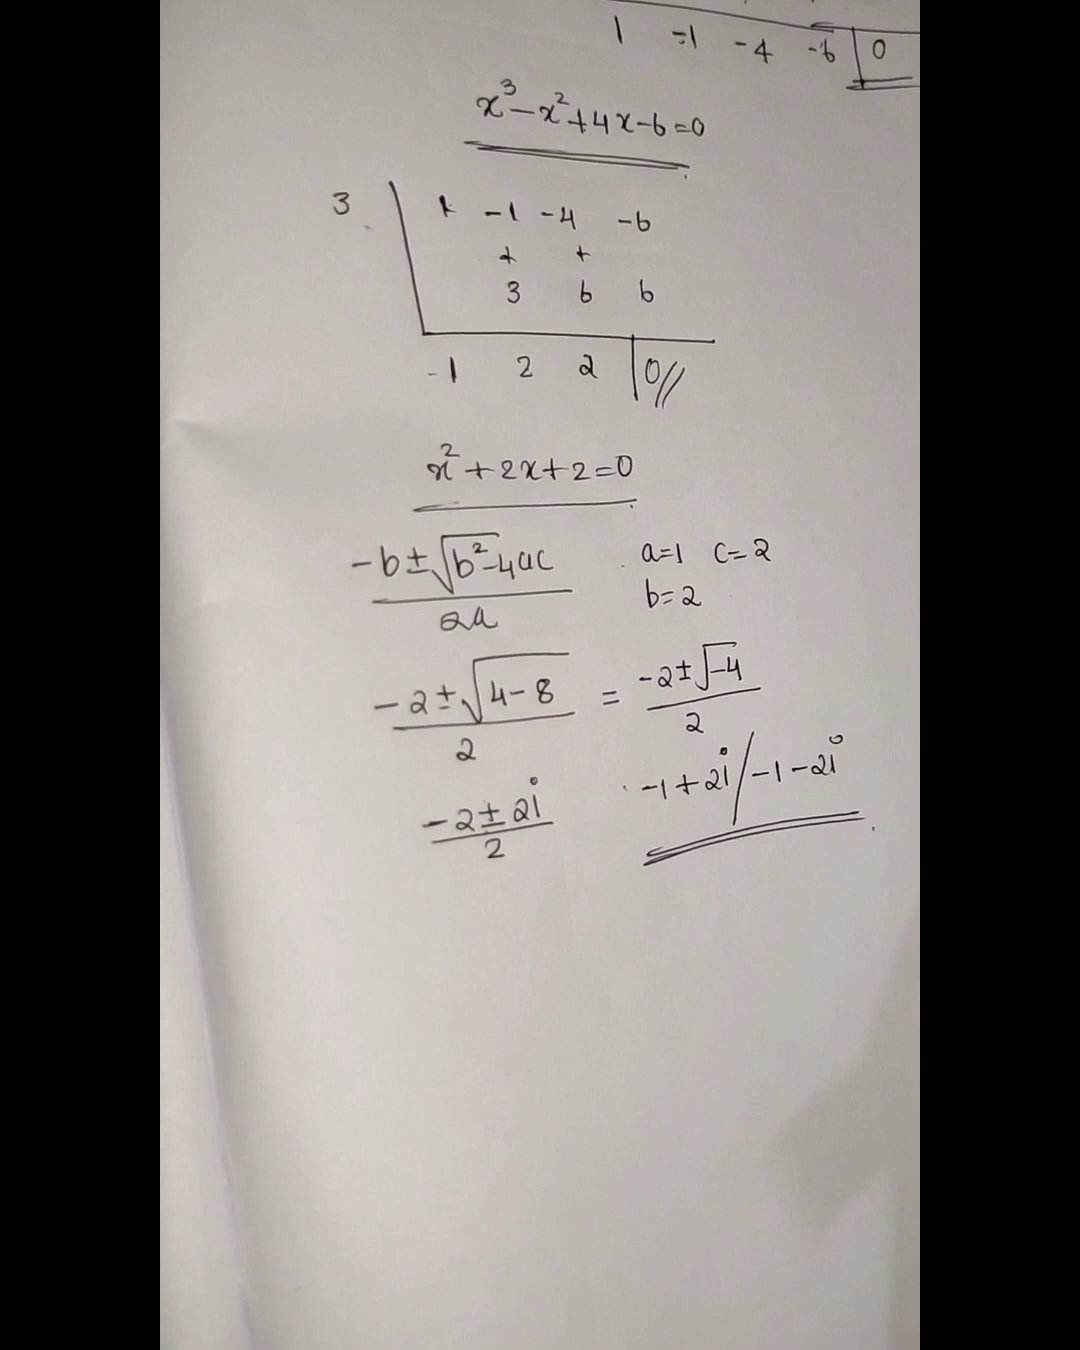 1 -1 -4 -6 | 0
x³-x²+4x-6=0
3 | 1 -1 -4 -6
+ +
3 6 6
-1 2 2 | 0//
x²+2x+2=0
-b±√b²-4ac / 2a a=1 c=2
b=2
-2±√4-8 / 2 = -2±√-4 / 2
-2±2i / 2 -1+2i/-1-2i